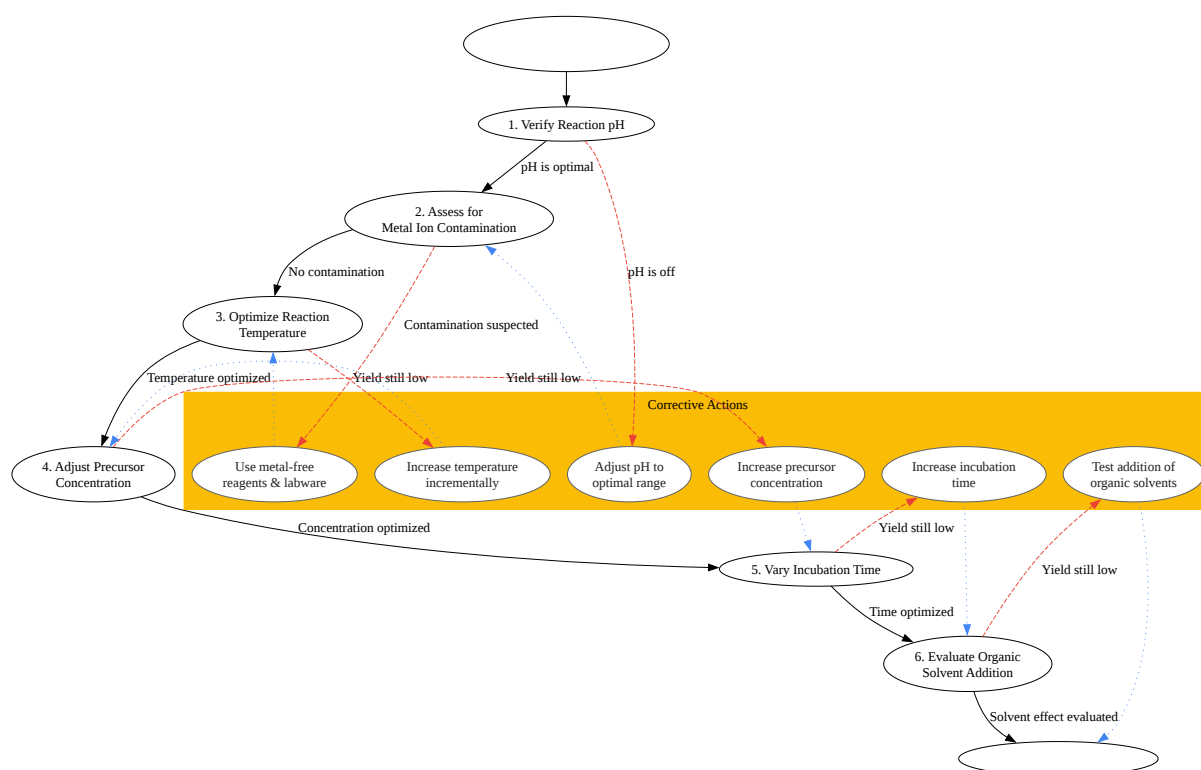 1. Verify Reaction pH
pH is optimal
2. Assess for
Metal Ion Contamination
No contamination
pH is off
3. Optimize Reaction
Temperature
Contamination suspected
Temperature optimized
Yield still low
Yield still low
Corrective Actions
4. Adjust Precursor
Concentration
Use metal-free
reagents & labware
Increase temperature
incrementally
Adjust pH to
optimal range
Increase precursor
concentration
Increase incubation
time
Test addition of
organic solvents
Concentration optimized
Yield still low
5. Vary Incubation Time
Yield still low
Time optimized
6. Evaluate Organic
Solvent Addition
Solvent effect evaluated